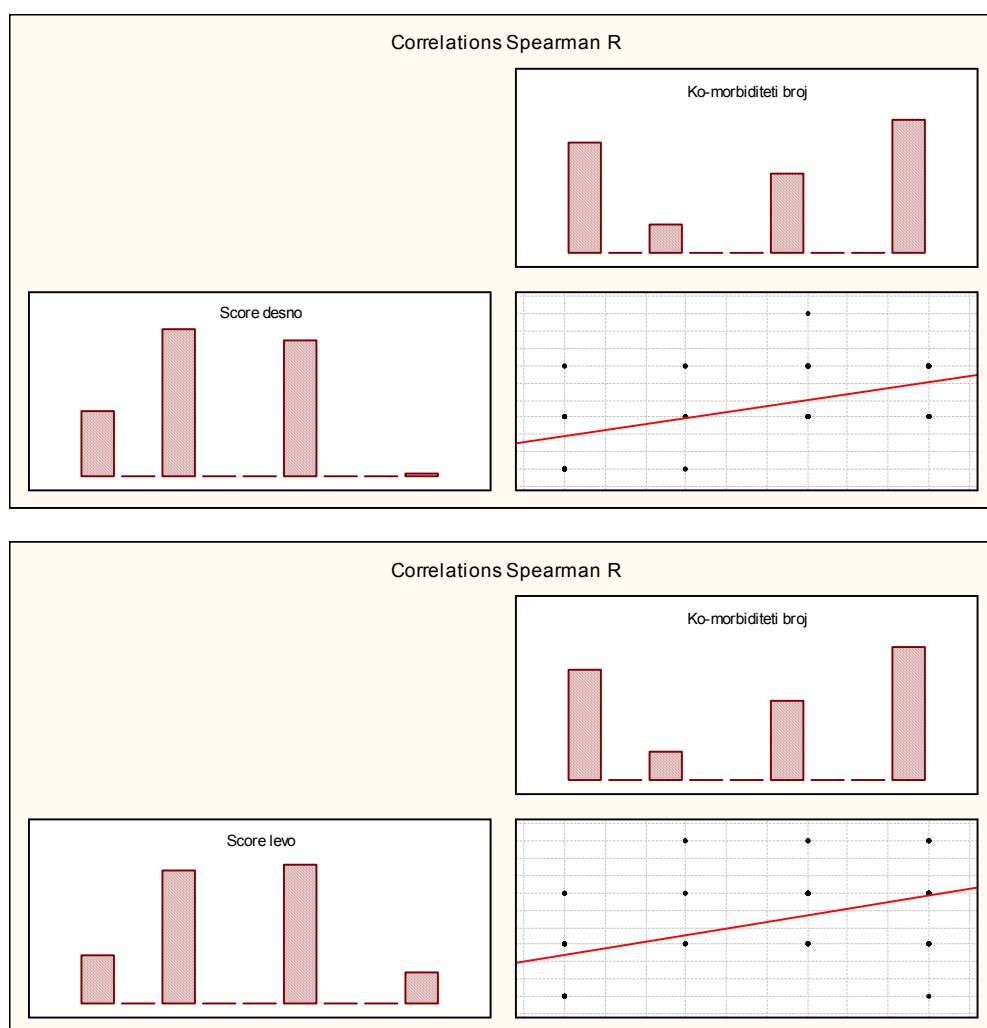 Correlations Spearman R
Ko-morbiditeti broj
Score desno
Correlations Spearman R
Ko-morbiditeti broj
Score levo